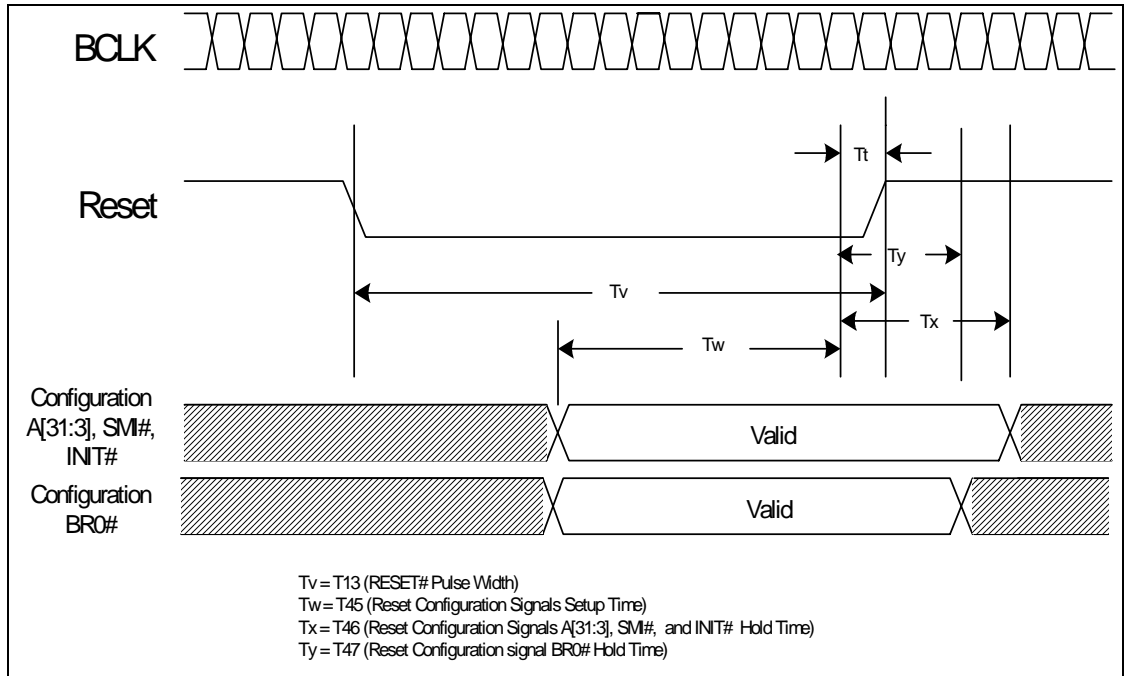 BCLK
Tt
Reset
Ty
Tv
Tx
Tw
Configuration
A[31:3], SMI#,
INIT#
Valid
Configuration
BR0#
Valid
Tv = T13 (RESET# Pulse Width)
Tw = T45 (Reset Configuration Signals Setup Time)
Tx = T46 (Reset Configuration Signals A[31:3], SMI#, and INIT# Hold Time)
Ty = T47 (Reset Configuration signal BR0# Hold Time)